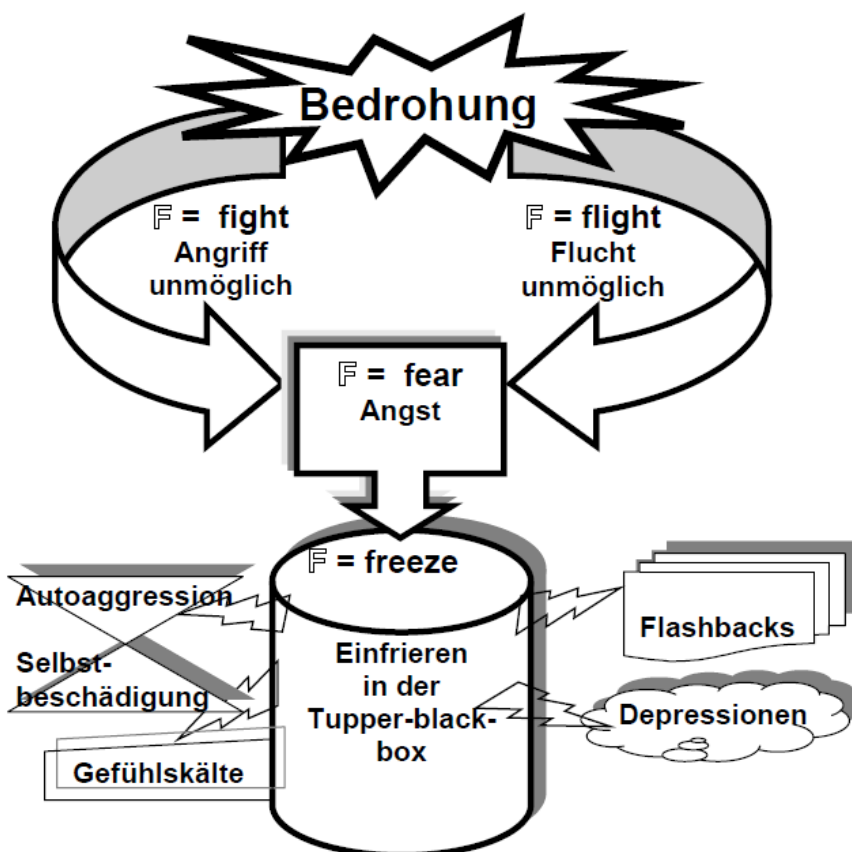 Bedrohung
F = fight
Angriff
unmöglich
F = flight
Flucht
unmöglich
F = fear
Angst
F = freeze
Einfrieren
in der
Tupper-black-
box
Autoaggression
Selbst-
beschädigung
Gefühlskälte
Flashbacks
Depressionen